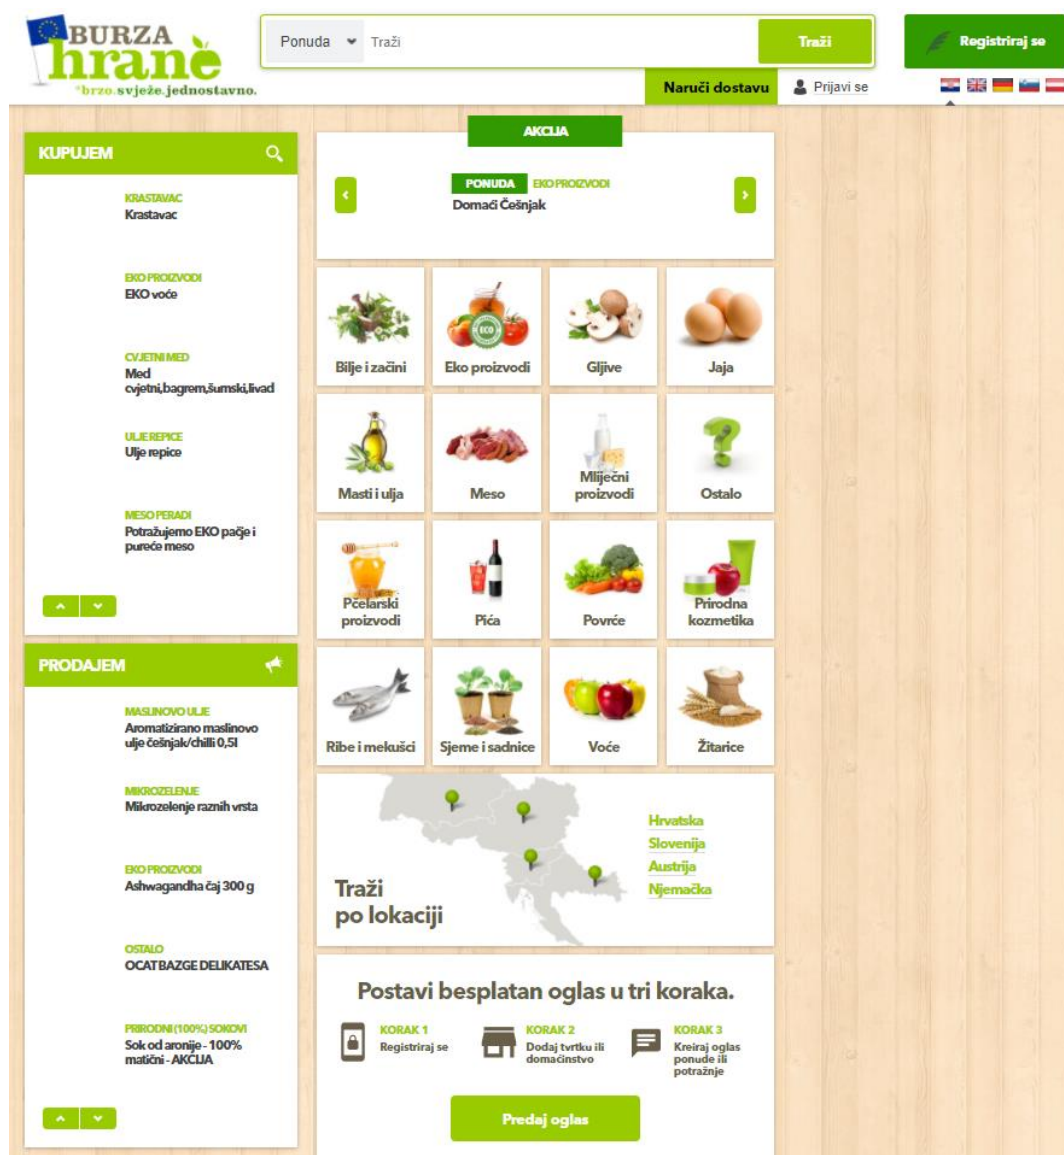 BURZA
hrane
*brzo.svježe.jednostavno.
Ponuda
Traži
Traži
Registriraj se
Naruči dostavu
Prijavi se
KUPUJEM
KRASTAVAC
Krastavac
EKO PROIZVODI
EKO voće
CVJETNI MED
Med
cvjetni,bagrem,šumski,livad
ULJE REPICE
Ulje repice
MESO PERADI
Potražujemo EKO pačje i
pureće meso
PRODAJEM
MASLINOVO ULJE
Aromatizirano maslinovo
ulje češnjak/chilli 0,5l
MIKROZELENJE
Mikrozelenje raznih vrsta
EKO PROIZVODI
Ashwagandha čaj 300 g
OSTALO
OCAT BAZGE DELIKATESA
PRIRODNI (100%) SOKOVI
Sok od aronije - 100%
matični - AKCIJA
AKCIJA
PONUDA EKO PROIZVODI
Domaći Češnjak
Bilje i začini
Eko proizvodi
ECO
Gljive
Jaja
Masti i ulja
Meso
Mliječni
proizvodi
Ostalo
Pčelarski
proizvodi
Pića
Povrće
Prirodna
kozmetika
Ribe i mekušci
Sjeme i sadnice
Voće
Žitarice
Traži
po lokaciji
Hrvatska
Slovenija
Austrija
Njemačka
Postavi besplatan oglas u tri koraka.
KORAK 1
Registriraj se
KORAK 2
Dodaj tvrtku ili
domaćinstvo
KORAK 3
Kreiraj oglas
ponude ili
potražnje
Predaj oglas